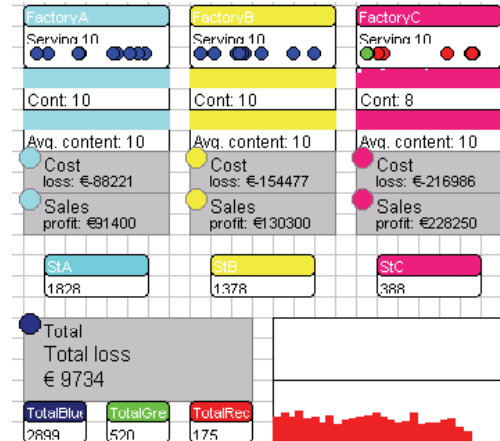 FactoryA FactoryB FactoryC
Serving 10 Serving 10 Serving 10
Cont: 10 Cont: 10 Cont: 8
Avg. content: 10 Avg. content: 10 Avg. content: 10
Cost Cost Cost
loss: €-88221 loss: €-154477 loss: €-216986
Sales Sales Sales
profit: €91400 profit: €130300 profit: €228250
StA StB StC
1828 1378 388
Total
Total loss
€ 9734
TotalBlu TotalGre TotalRec
2899 520 175